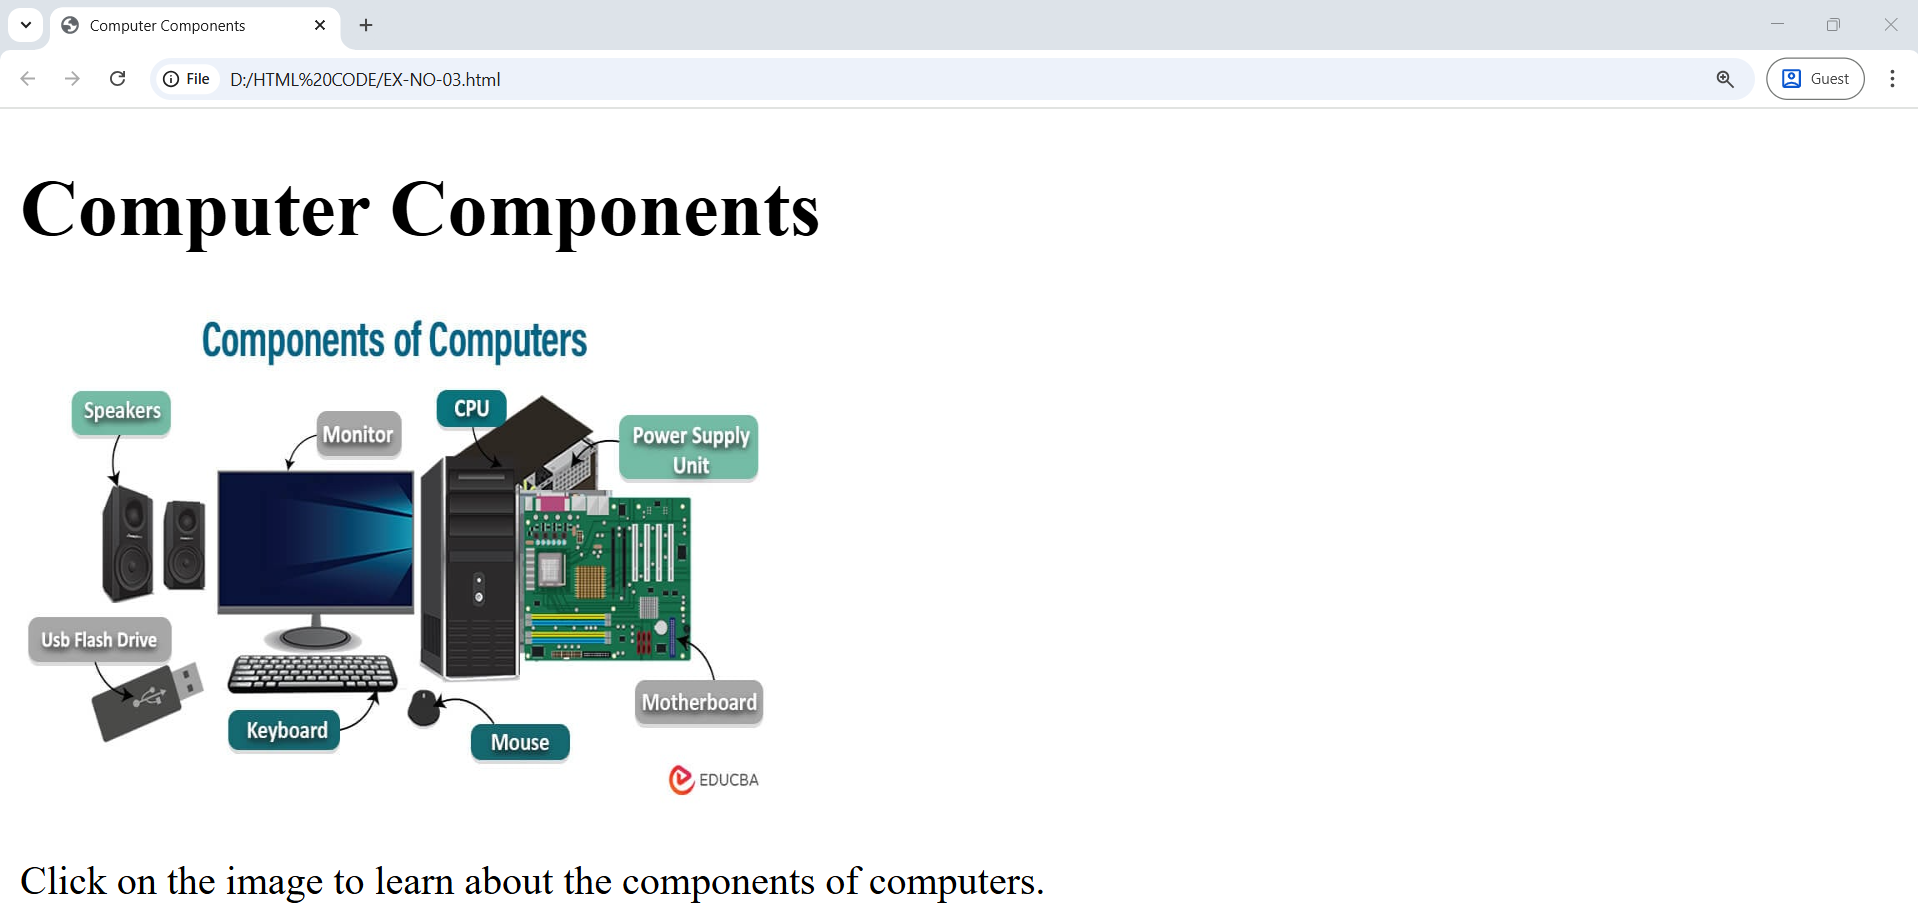 Computer Components
File D:/HTML%20CODE/EX-NO-03.html
Guest
Computer Components
Components of Computers
Speakers
Monitor
CPU
Power Supply
Unit
Usb Flash Drive
Keyboard
Mouse
Motherboard
EDUCBA
Click on the image to learn about the components of computers.